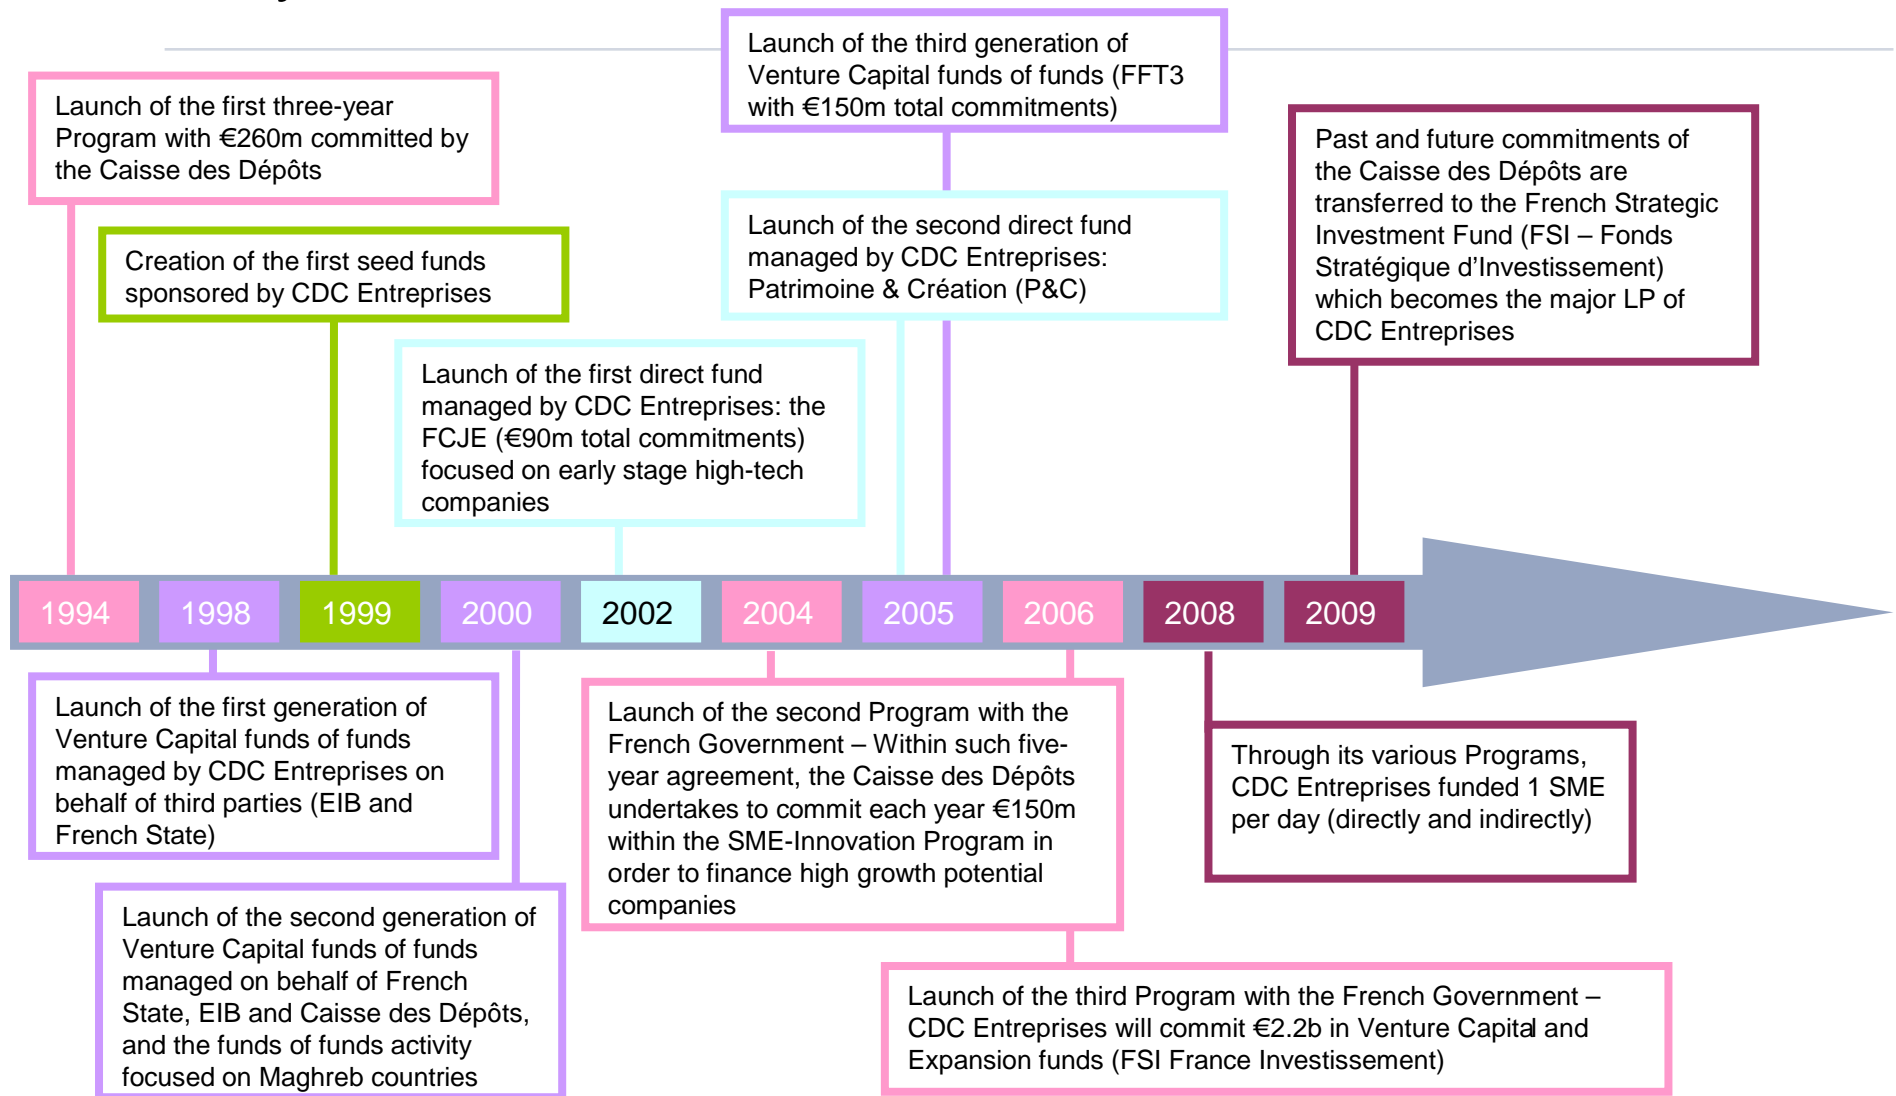 Launch of the third generation of
Venture Capital funds of funds (FFT3
with €150m total commitments)
Launch of the first three-year
Program with €260m committed by
the Caisse des Dépôts
Past and future commitments of
the Caisse des Dépôts are
transferred to the French Strategic
Investment Fund (FSI – Fonds
Stratégique d’Investissement)
which becomes the major LP of
CDC Entreprises
Launch of the second direct fund
managed by CDC Entreprises:
Patrimoine & Création (P&C)
Creation of the first seed funds
sponsored by CDC Entreprises
Launch of the first direct fund
managed by CDC Entreprises: the
FCJE (€90m total commitments)
focused on early stage high-tech
companies
1994 1998 1999 2000 2002 2004 2005 2006 2008 2009
Launch of the first generation of
Venture Capital funds of funds
managed by CDC Entreprises on
behalf of third parties (EIB and
French State)
Launch of the second Program with the
French Government – Within such five-
year agreement, the Caisse des Dépôts
undertakes to commit each year €150m
within the SME-Innovation Program in
order to finance high growth potential
companies
Through its various Programs,
CDC Entreprises funded 1 SME
per day (directly and indirectly)
Launch of the second generation of
Venture Capital funds of funds
managed on behalf of French
State, EIB and Caisse des Dépôts,
and the funds of funds activity
focused on Maghreb countries
Launch of the third Program with the French Government –
CDC Entreprises will commit €2.2b in Venture Capital and
Expansion funds (FSI France Investissement)